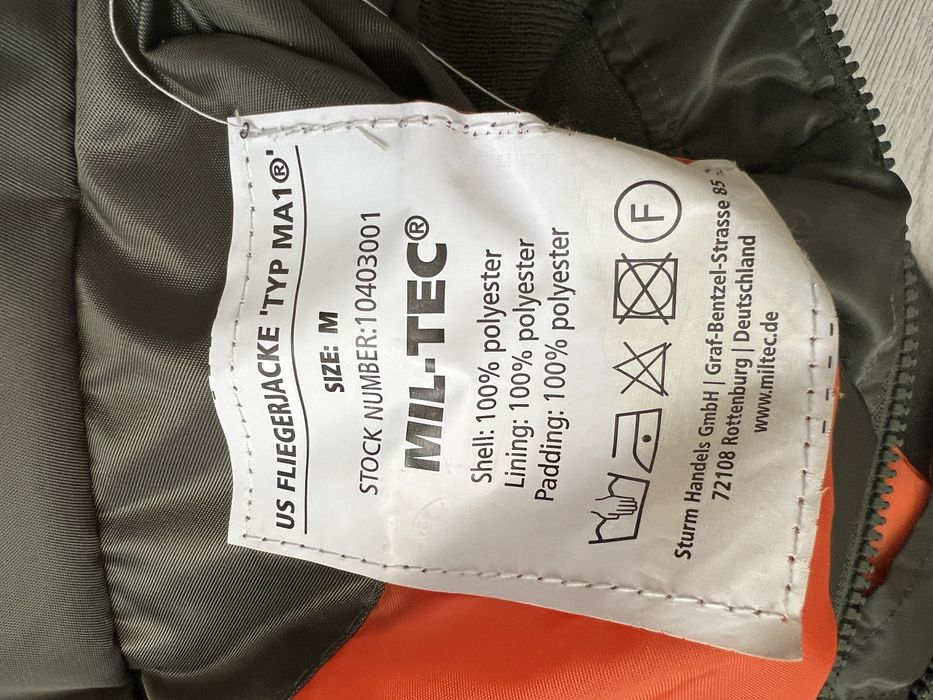 US FLIEGERJACKE 'TYP MA1®'
SIZE: M
STOCK NUMBER:10403001
MIL-TEC®
Shell: 100% polyester
Lining: 100% polyester
Padding: 100% polyester
F
Sturm Handels GmbH | Graf-Bentzel-Strasse 85
72108 Rottenburg | Deutschland
www.miltec.de